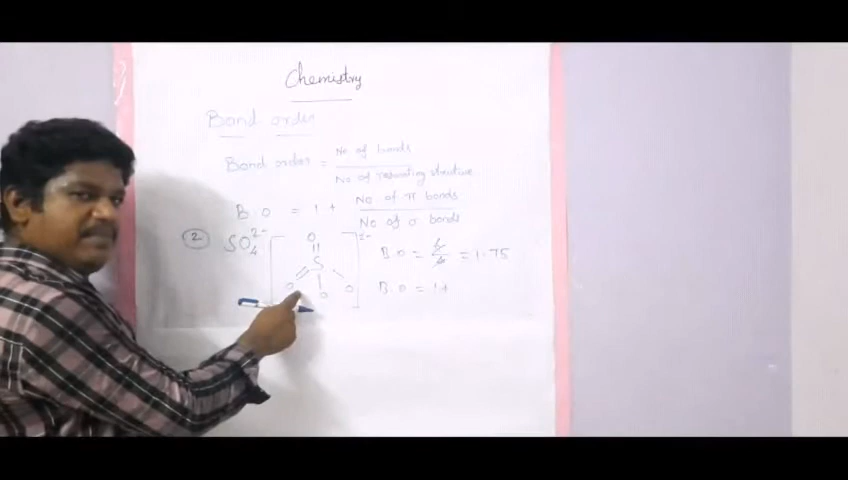 Chemistry
Bond order
Bond order = No of bonds / No of resonating structure
B.O = 1 + No of π bonds / No of σ bonds
② SO₄²⁻ [ O S O O O ]²⁻ B.O = 6/4 = 1.75
B.O = 1+